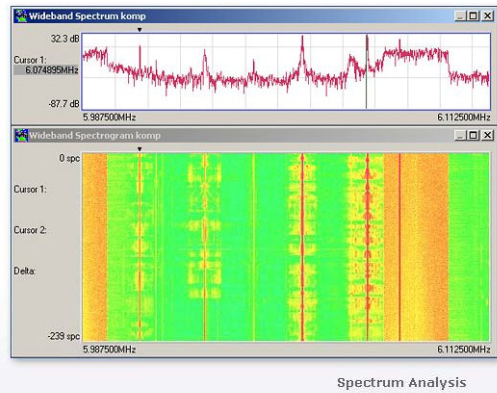 Wideband Spectrum komp
32.3 dB
Cursor 1:
6.074895MHz
-87.7 dB
5.987500MHz 6.112500MHz
Wideband Spectrogram komp
0 spc
Cursor 1:
Cursor 2:
Delta:
-239 spc
5.987500MHz 6.112500MHz
Spectrum Analysis